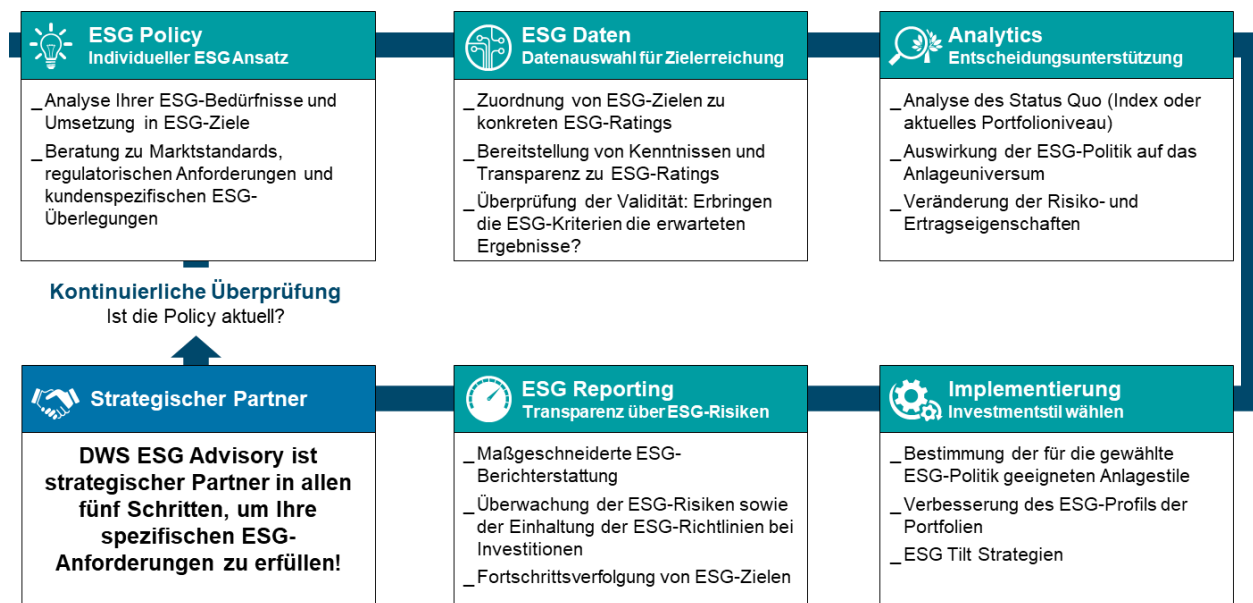 ESG Policy
Individueller ESG Ansatz
_Analyse Ihrer ESG-Bedürfnisse und
Umsetzung in ESG-Ziele
_Beratung zu Marktstandards,
regulatorischen Anforderungen und
kundenspezifischen ESG-
Überlegungen
ESG Daten
Datenauswahl für Zielerreichung
_Zuordnung von ESG-Zielen zu
konkreten ESG-Ratings
_Bereitstellung von Kenntnissen und
Transparenz zu ESG-Ratings
_Überprüfung der Validität: Erbringen
die ESG-Kriterien die erwarteten
Ergebnisse?
Analytics
Entscheidungsunterstützung
_Analyse des Status Quo (Index oder
aktuelles Portfolioniveau)
_Auswirkung der ESG-Politik auf das
Anlageuniversum
_Veränderung der Risiko- und
Ertragseigenschaften
Kontinuierliche Überprüfung
Ist die Policy aktuell?
Strategischer Partner
DWS ESG Advisory ist
strategischer Partner in allen
fünf Schritten, um Ihre
spezifischen ESG-
Anforderungen zu erfüllen!
ESG Reporting
Transparenz über ESG-Risiken
_Maßgeschneiderte ESG-
Berichterstattung
_Überwachung der ESG-Risiken sowie
der Einhaltung der ESG-Richtlinien bei
Investitionen
_Fortschrittsverfolgung von ESG-Zielen
Implementierung
Investmentstil wählen
_Bestimmung der für die gewählte
ESG-Politik geeigneten Anlagestile
_Verbesserung des ESG-Profils der
Portfolien
_ESG Tilt Strategien